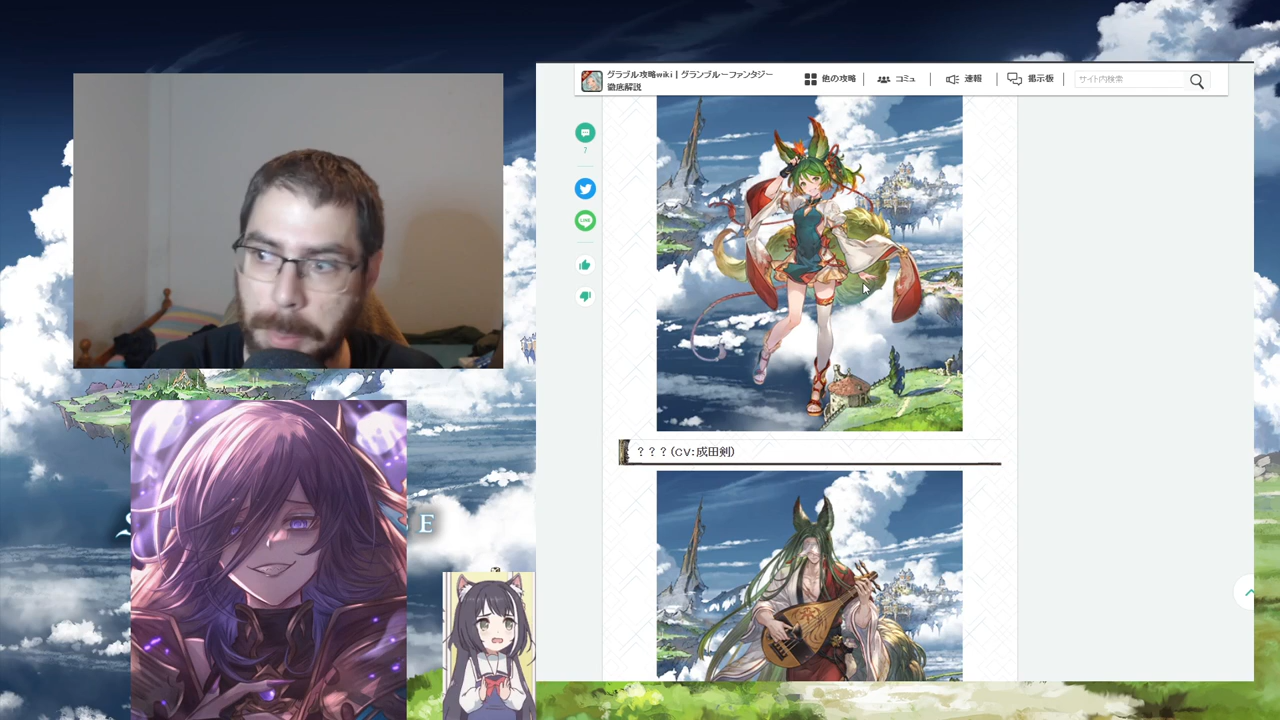 グラブル攻略wiki | グランブルーファンタジー
徹底解説
他の攻略
コミュ
速報
掲示板
サイト内検索
7
LINE
？？？(CV:成田剣)
E